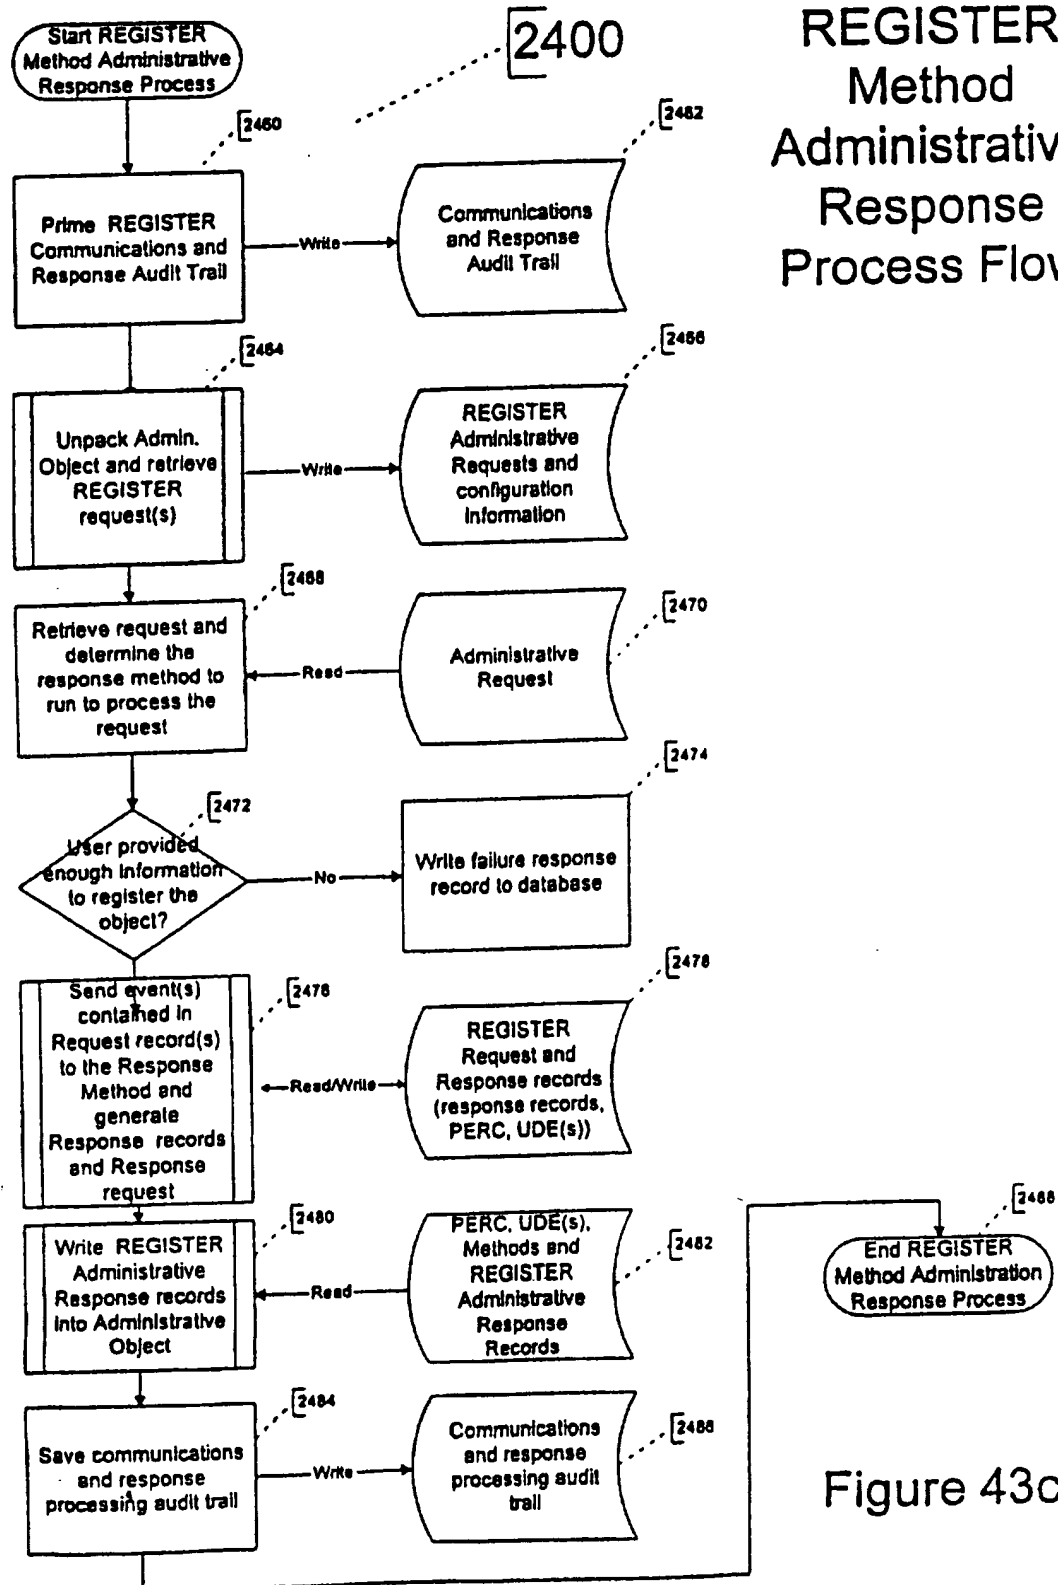 Start REGISTER
Method Administrative
Response Process
2400
REGISTER
Method
Administrativ
Response
Process Flow
2460
2462
Prime REGISTER
Communications and
Response Audit Trail
Write
Communications
and Response
Audit Trail
2464
2466
Unpack Admin.
Object and retrieve
REGISTER
request(s)
Write
REGISTER
Administrative
Requests and
configuration
Information
2468
2470
Retrieve request and
determine the
response method to
run to process the
request
Read
Administrative
Request
2472
2474
User provided
enough information
to register the
object?
No
Write failure response
record to database
2476
2478
Send event(s)
contained in
Request record(s)
to the Response
Method and
generate
Response records
and Response
request
Read/Write
REGISTER
Request and
Response records
(response records,
PERC, UDE(s))
2480
2482
2488
Write REGISTER
Administrative
Response records
into Administrative
Object
Read
PERC, UDE(s),
Methods and
REGISTER
Administrative
Response
Records
End REGISTER
Method Administration
Response Process
2484
2486
Save communications
and response
processing audit trail
Write
Communications
and response
processing audit
trail
Figure 43c